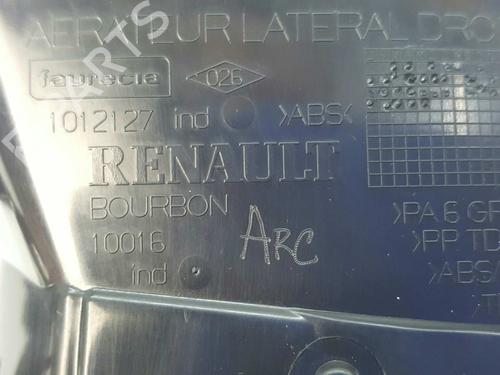 AERATEUR LATERAL DRO
faurecia 026
1012127 ind >ABS<
RENAULT
BOURBON
10016 ARC
ind
>PA 6 GF
>PP TD
>ABS/